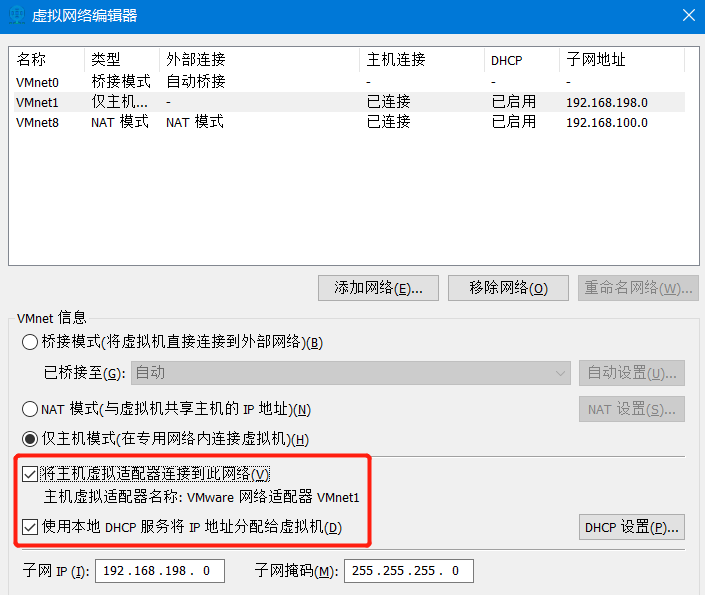 虚拟网络编辑器
名称 类型 外部连接 主机连接 DHCP 子网地址
VMnet0 桥接模式 自动桥接 - - -
VMnet1 仅主机... - 已连接 已启用 192.168.198.0
VMnet8 NAT 模式 NAT 模式 已连接 已启用 192.168.100.0
添加网络(E)... 移除网络(O) 重命名网络(W)...
VMnet 信息
桥接模式(将虚拟机直接连接到外部网络)(B)
已桥接至(G): 自动 自动设置(U)...
NAT 模式(与虚拟机共享主机的 IP 地址)(N) NAT 设置(S)...
仅主机模式(在专用网络内连接虚拟机)(H)
将主机虚拟适配器连接到此网络(V)
主机虚拟适配器名称: VMware 网络适配器 VMnet1
使用本地 DHCP 服务将 IP 地址分配给虚拟机(D) DHCP 设置(P)...
子网 IP (I): 192 .168 .198 . 0 子网掩码(M): 255 .255 .255 . 0